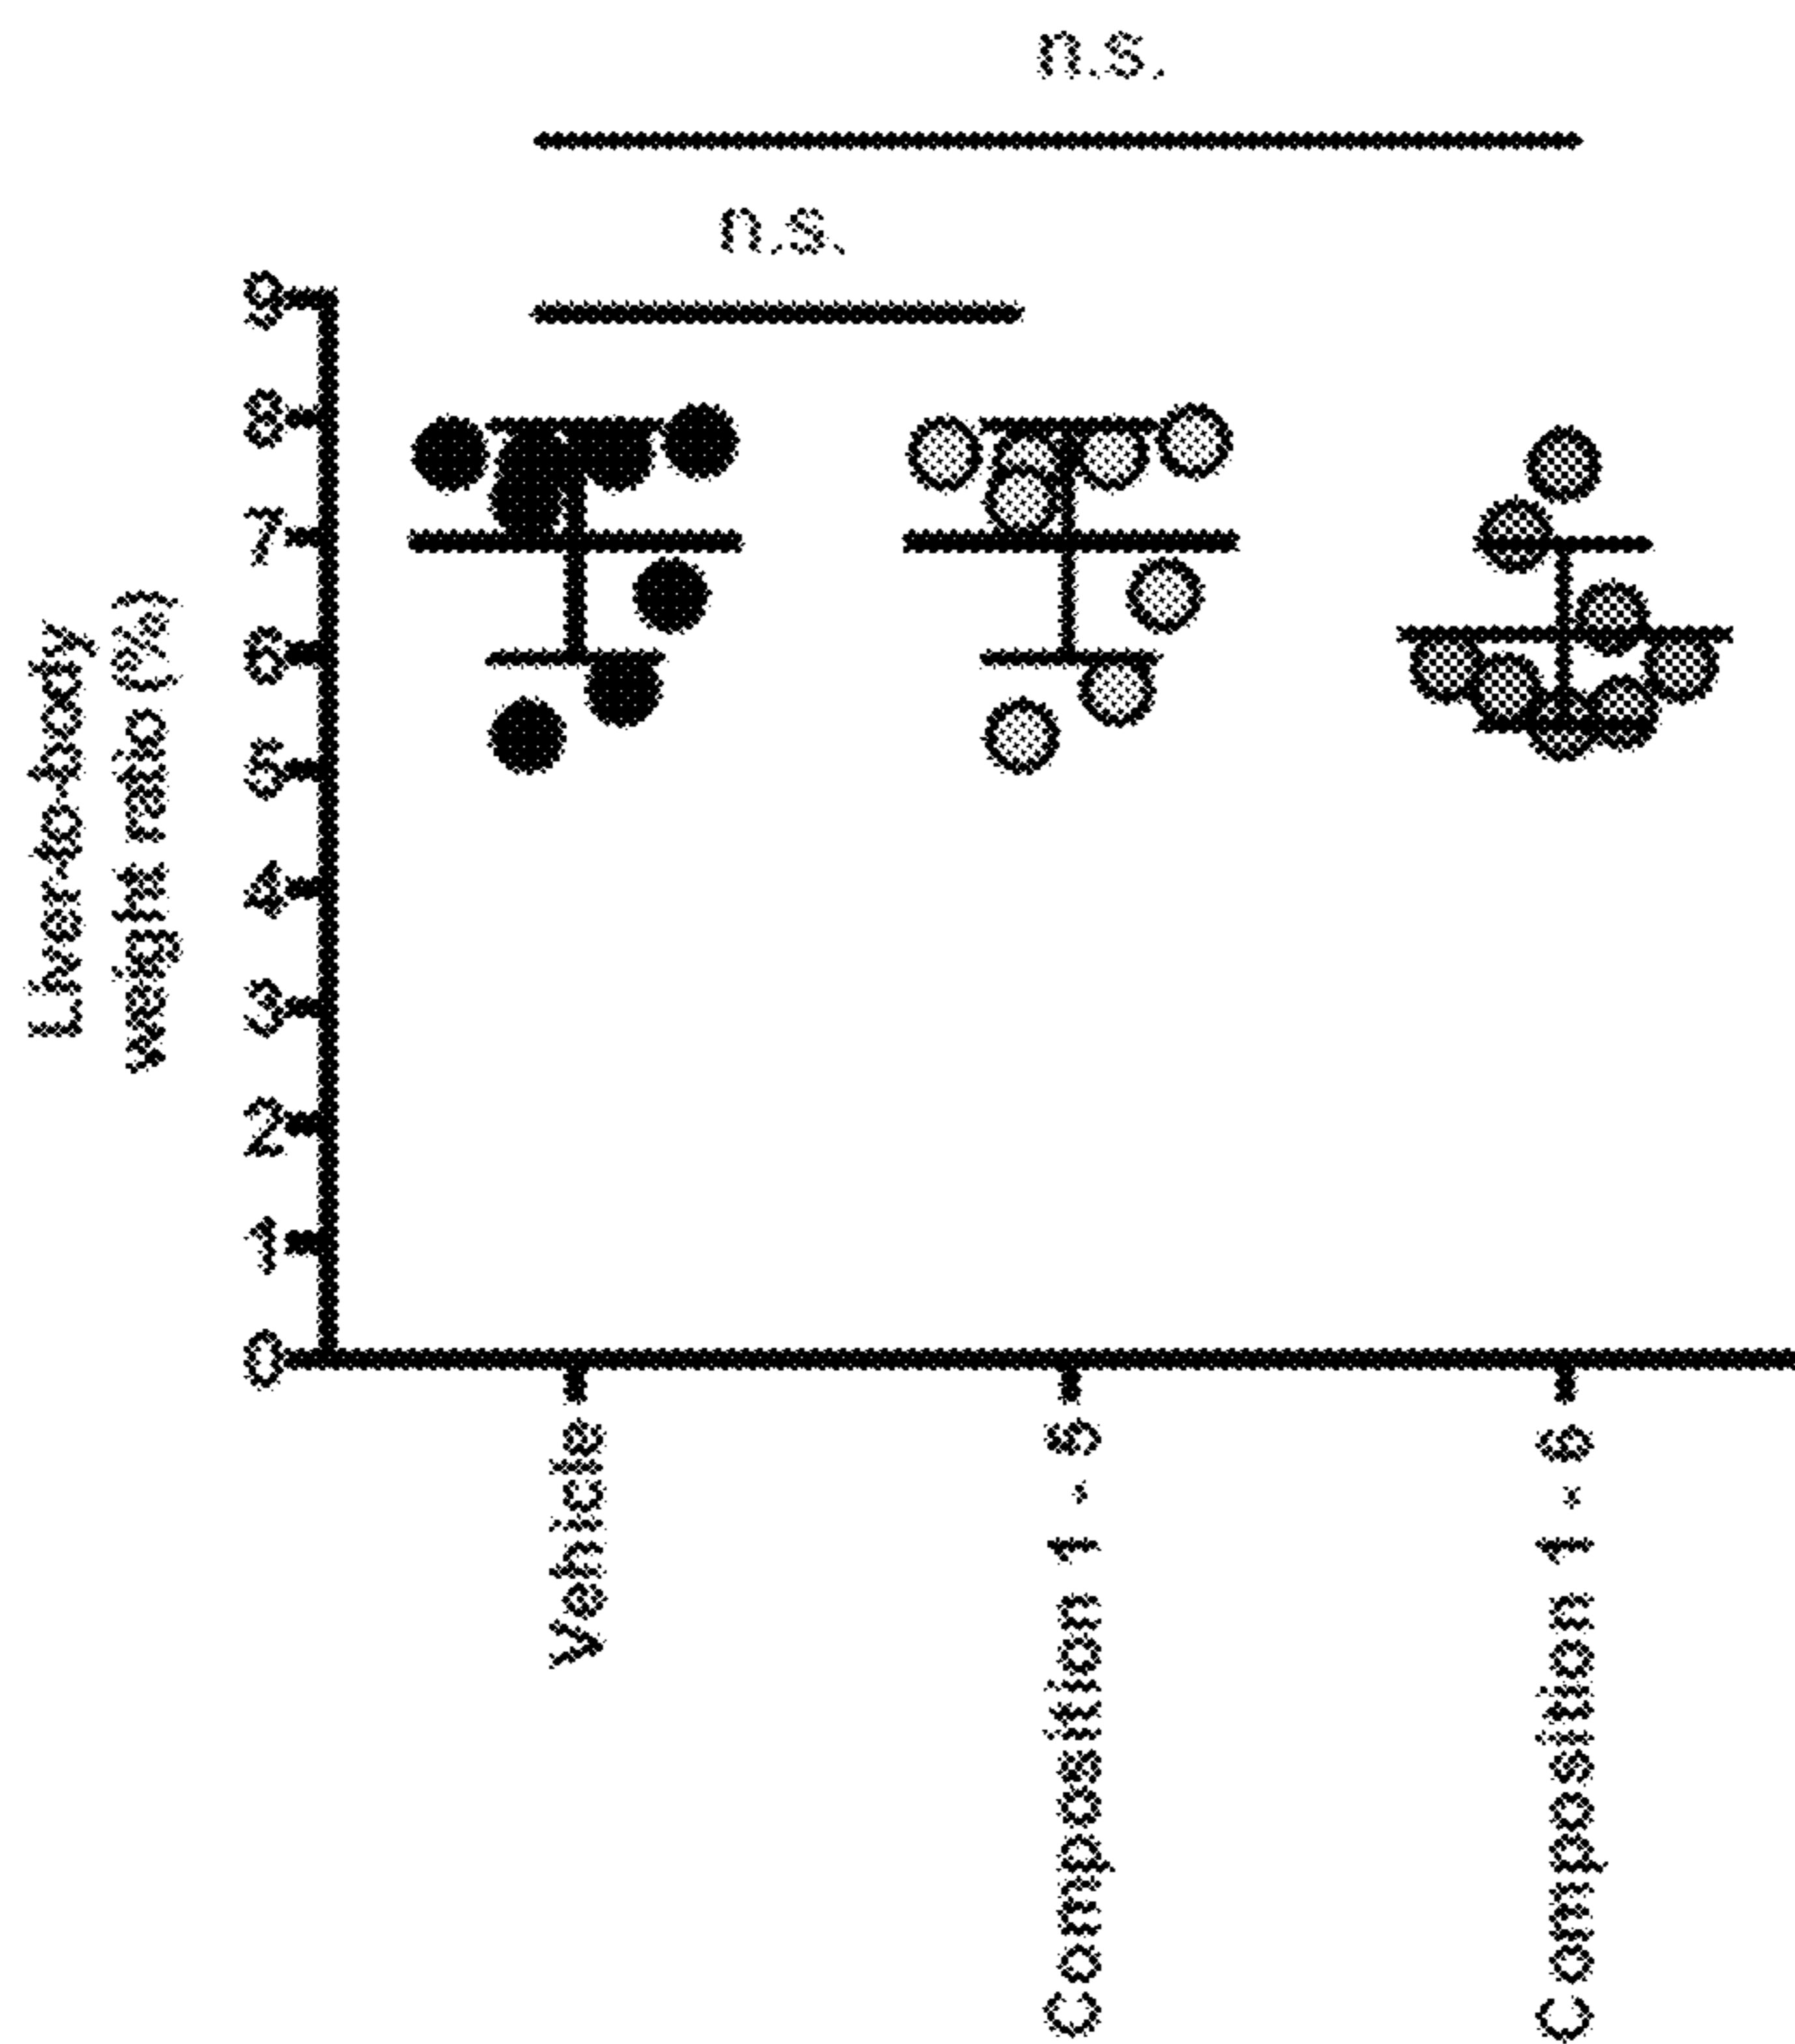 n.s.
n.s.
Liver-to-body
weight ratio (%)
9
8
7
6
5
4
3
2
1
0
Vehicle
Composition 1 - 9
Composition 1 - 6